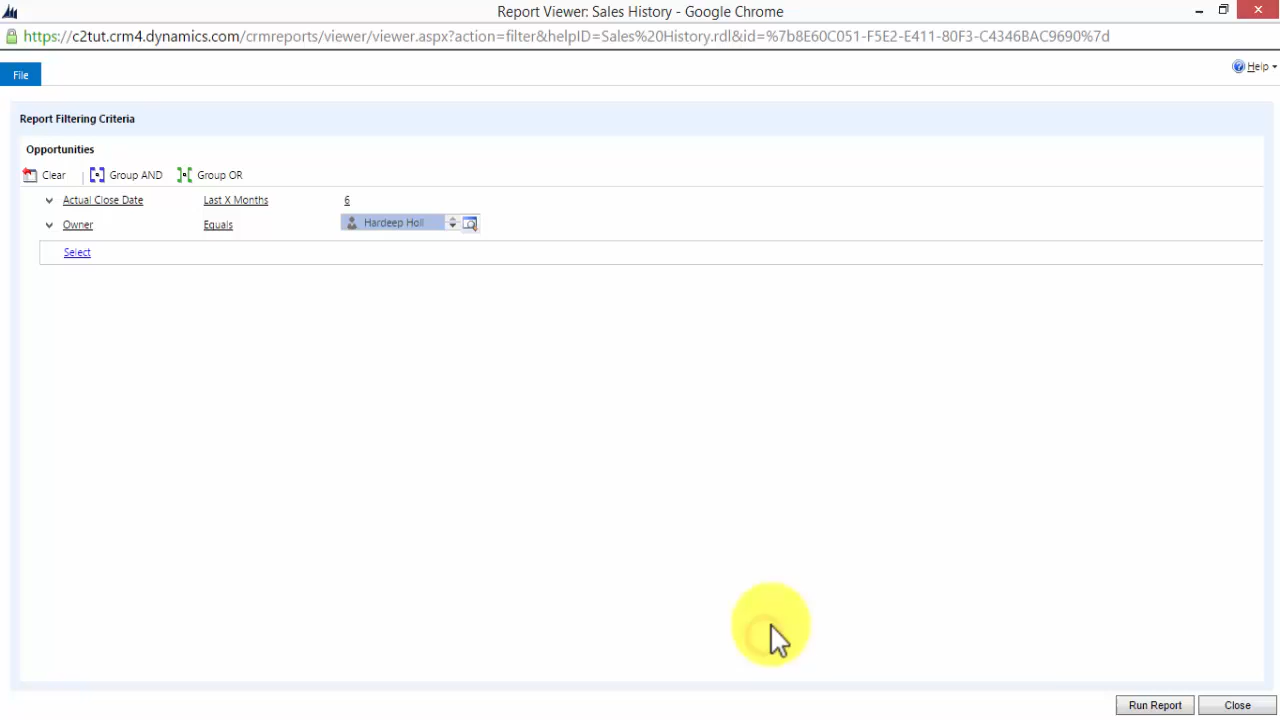 Report Viewer: Sales History - Google Chrome
https://c2tut.crm4.dynamics.com/crmreports/viewer/viewer.aspx?action=filter&helpID=Sales%20History.rdl&id=%7b8E60C051-F5E2-E411-80F3-C4346BAC9690%7d
File
Help
Report Filtering Criteria
Opportunities
Clear Group AND Group OR
Actual Close Date Last X Months 6
Owner Equals Hardeep
Select
Run Report Close